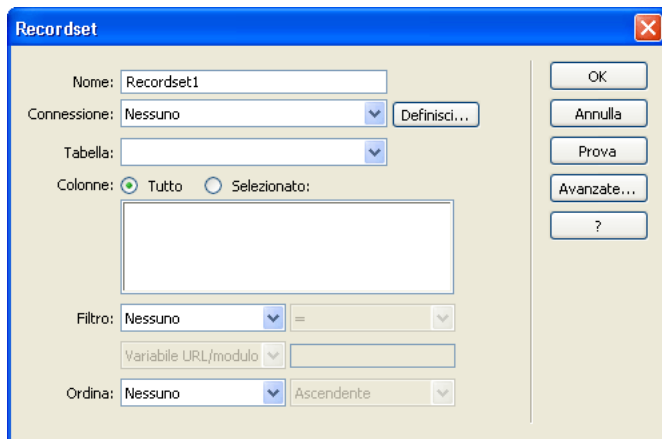 Recordset
Nome: Recordset1
Connessione: Nessuno Definisci...
Tabella:
Colonne: Tutto Selezionato:
Filtro: Nessuno =
Variabile URL/modulo
Ordina: Nessuno Ascendente
OK
Annulla
Prova
Avanzate...
?